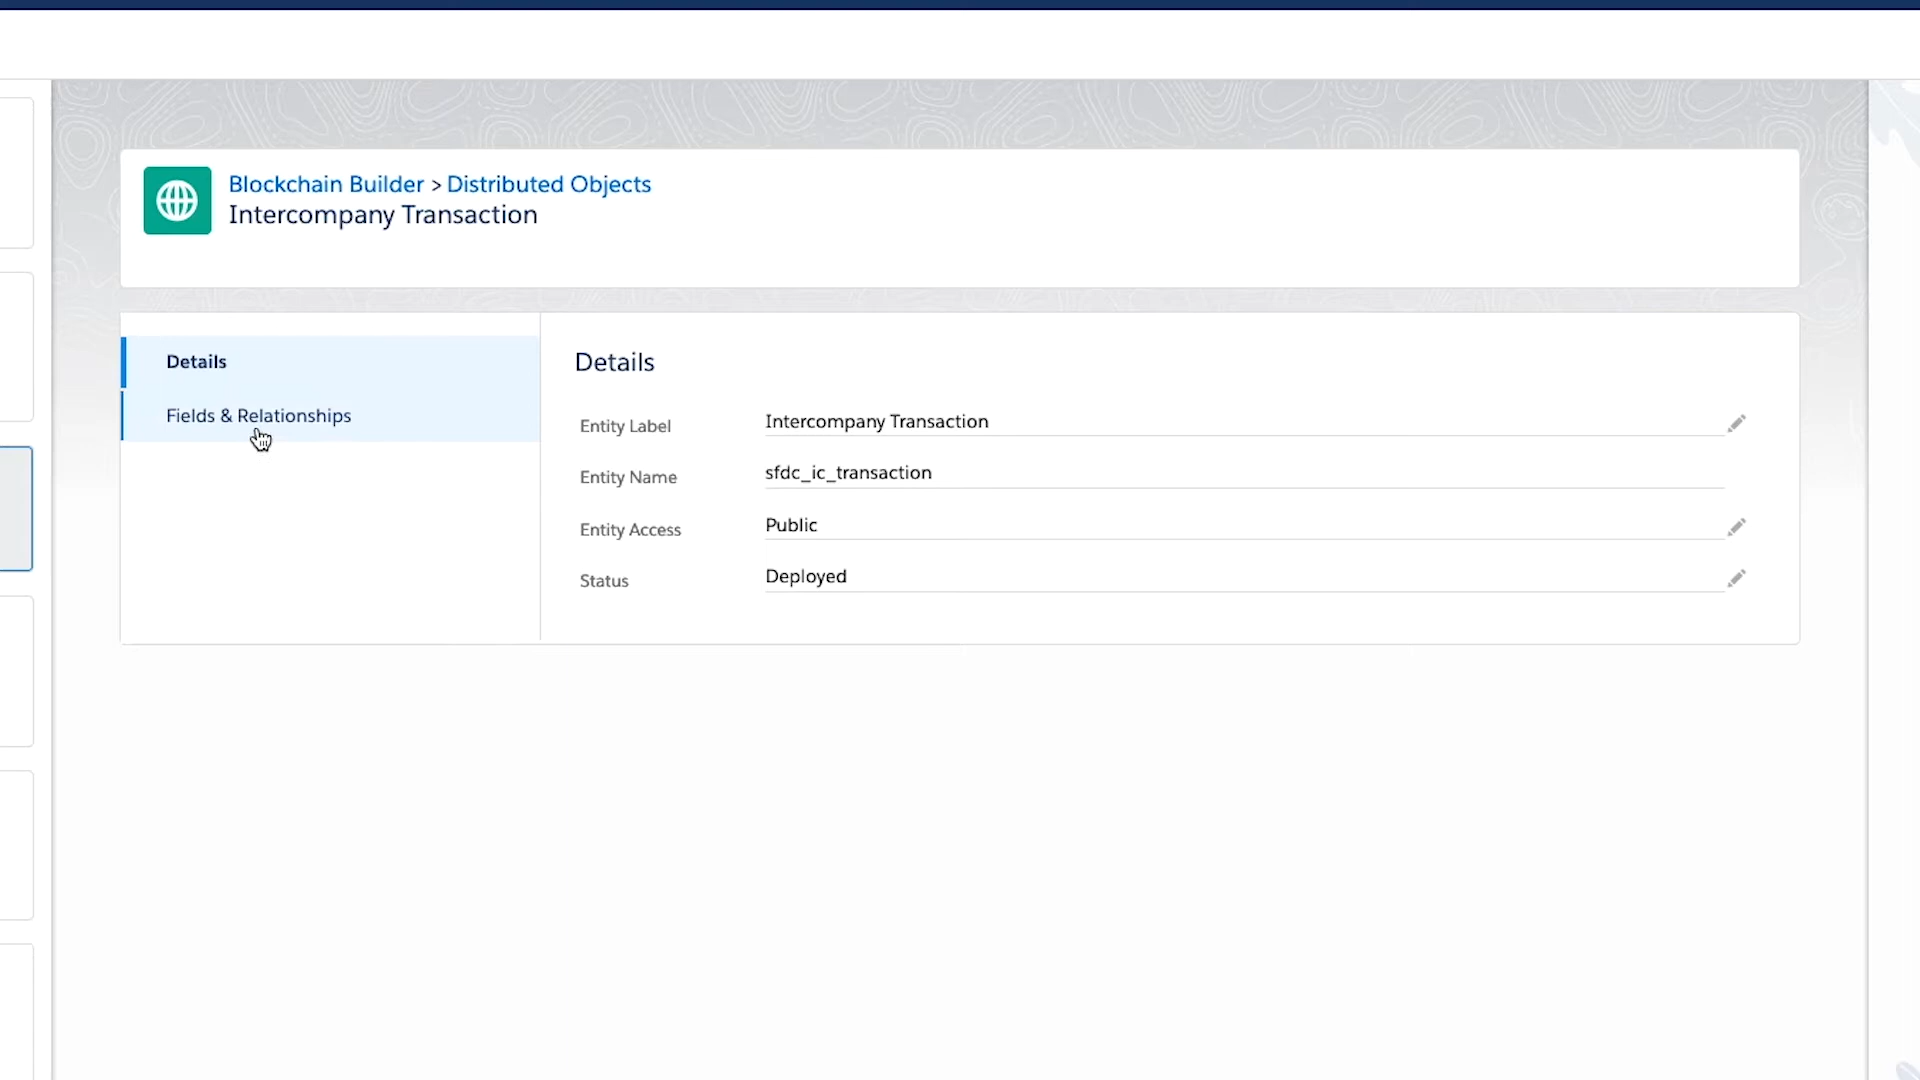 Blockchain Builder > Distributed Objects
Intercompany Transaction
Details
Fields & Relationships
Details
Entity Label Intercompany Transaction
Entity Name sfdc_ic_transaction
Entity Access Public
Status Deployed